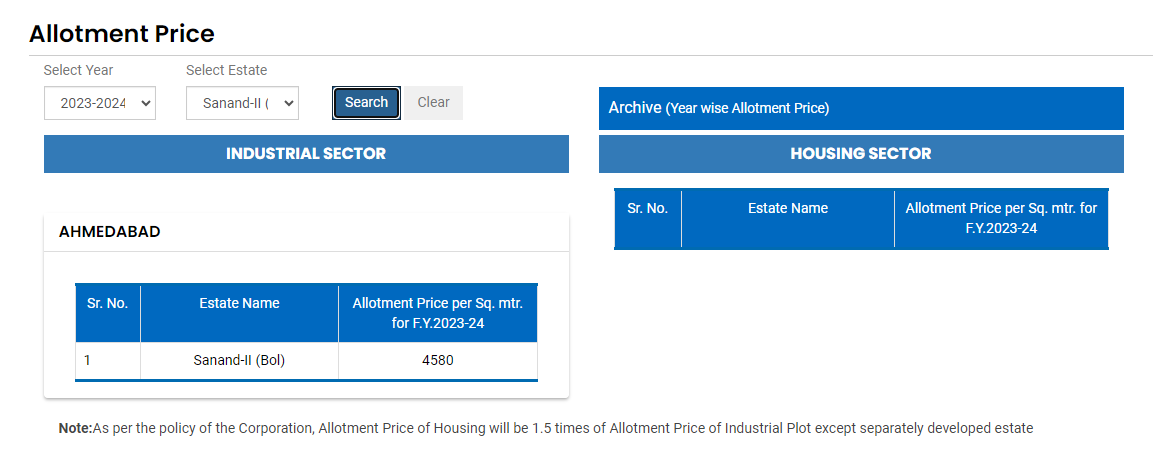 Allotment Price
Select Year
Select Estate
2023-2024
Sanand-II (
Search
Clear
Archive (Year wise Allotment Price)
INDUSTRIAL SECTOR
HOUSING SECTOR
Sr. No.
Estate Name
Allotment Price per Sq. mtr. for
F.Y.2023-24
AHMEDABAD
Sr. No.
Estate Name
Allotment Price per Sq. mtr.
for F.Y.2023-24
1
Sanand-II (Bol)
4580
Note:As per the policy of the Corporation, Allotment Price of Housing will be 1.5 times of Allotment Price of Industrial Plot except separately developed estate